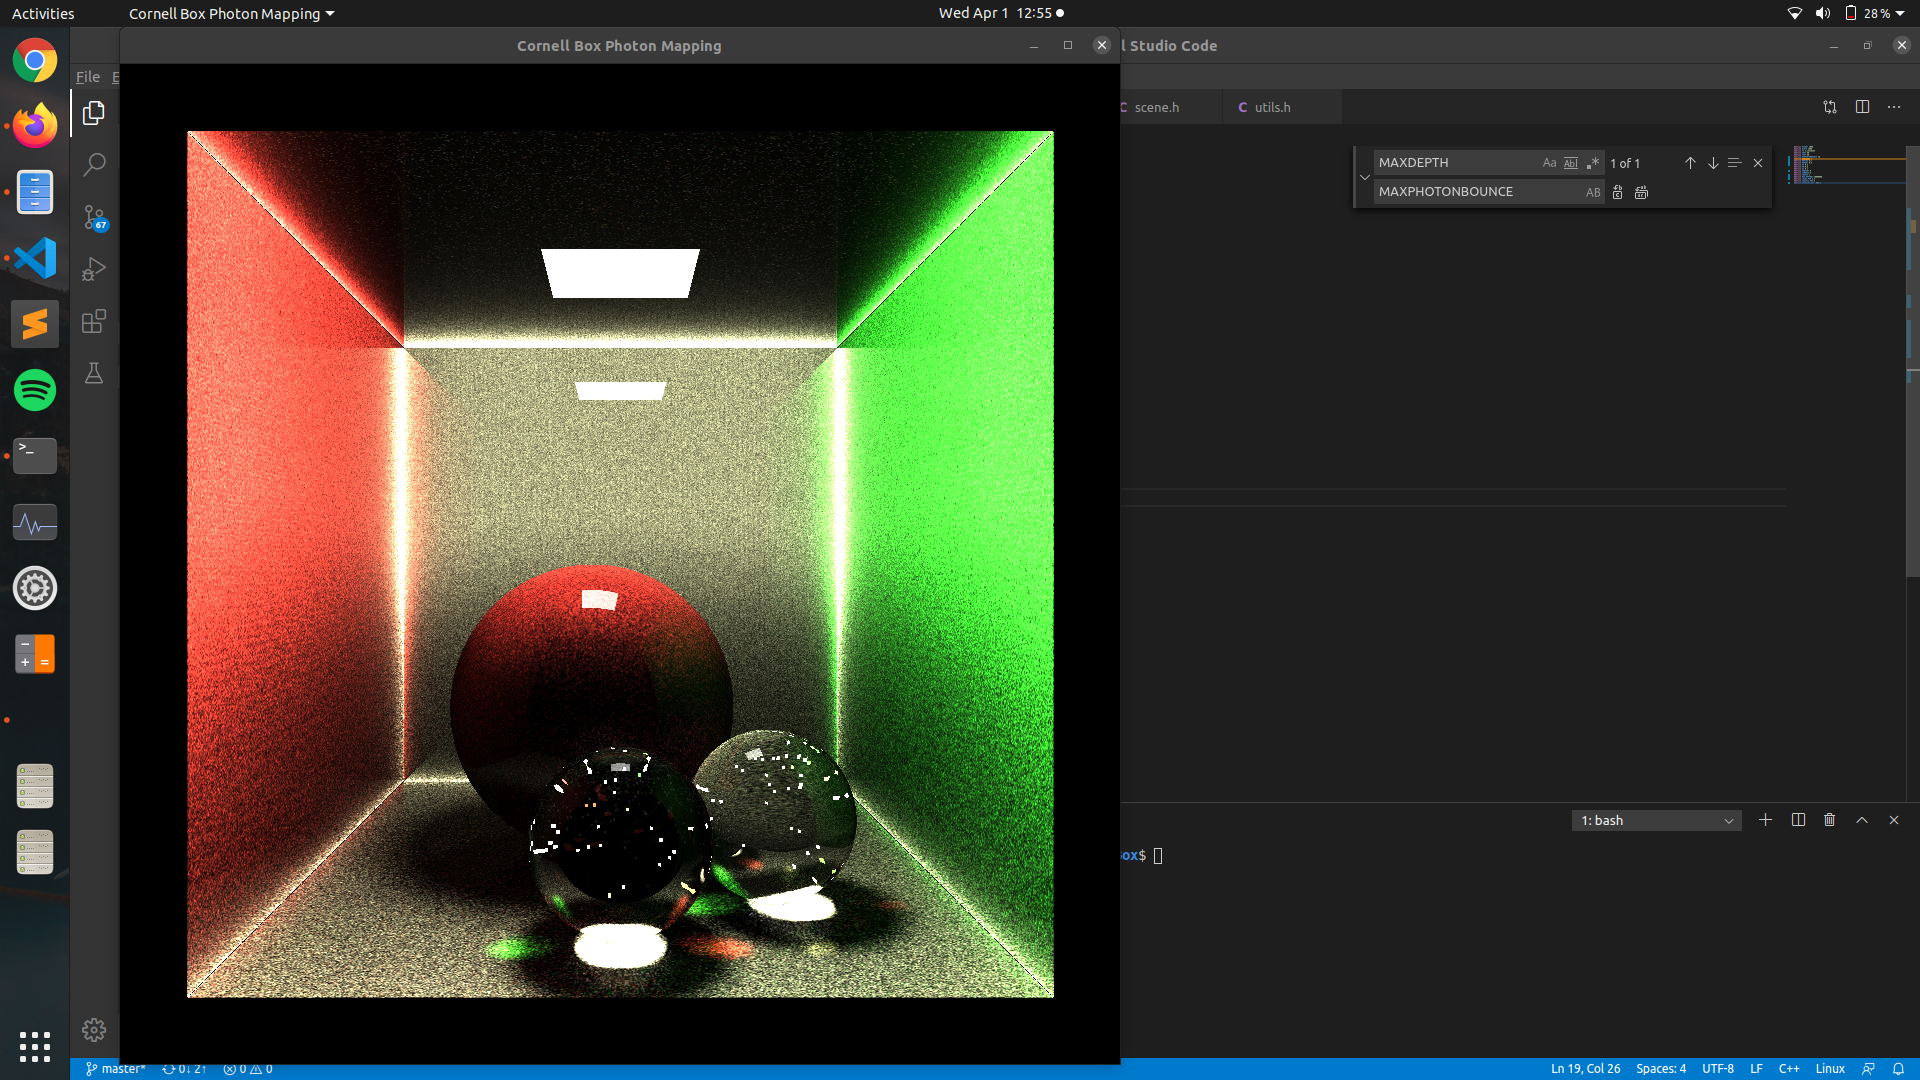 Activities
Cornell Box Photon Mapping
Wed Apr 1 12:55
28 %
Cornell Box Photon Mapping
l Studio Code
File E
C scene.h
C utils.h
MAXDEPTH
Aa Abl .*
1 of 1
MAXPHOTONBOUNCE
AB
67
>_
1: bash
ox$
master*
0↓ 2↑
0 0
Ln 19, Col 26
Spaces: 4
UTF-8
LF
C++
Linux